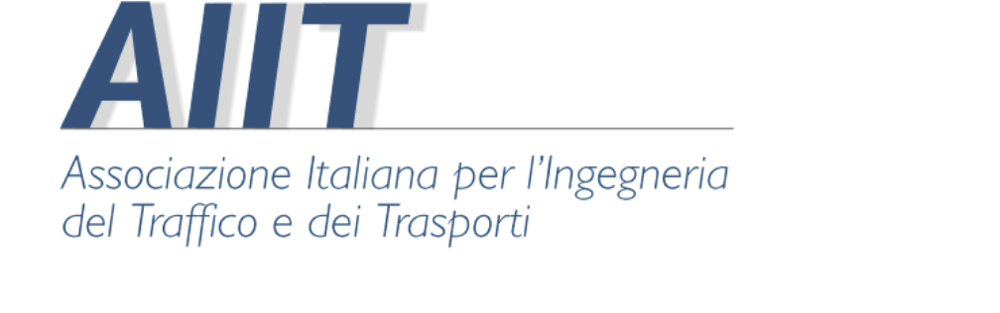 AIIT
Associazione Italiana per l’Ingegneria
del Traffico e dei Trasporti